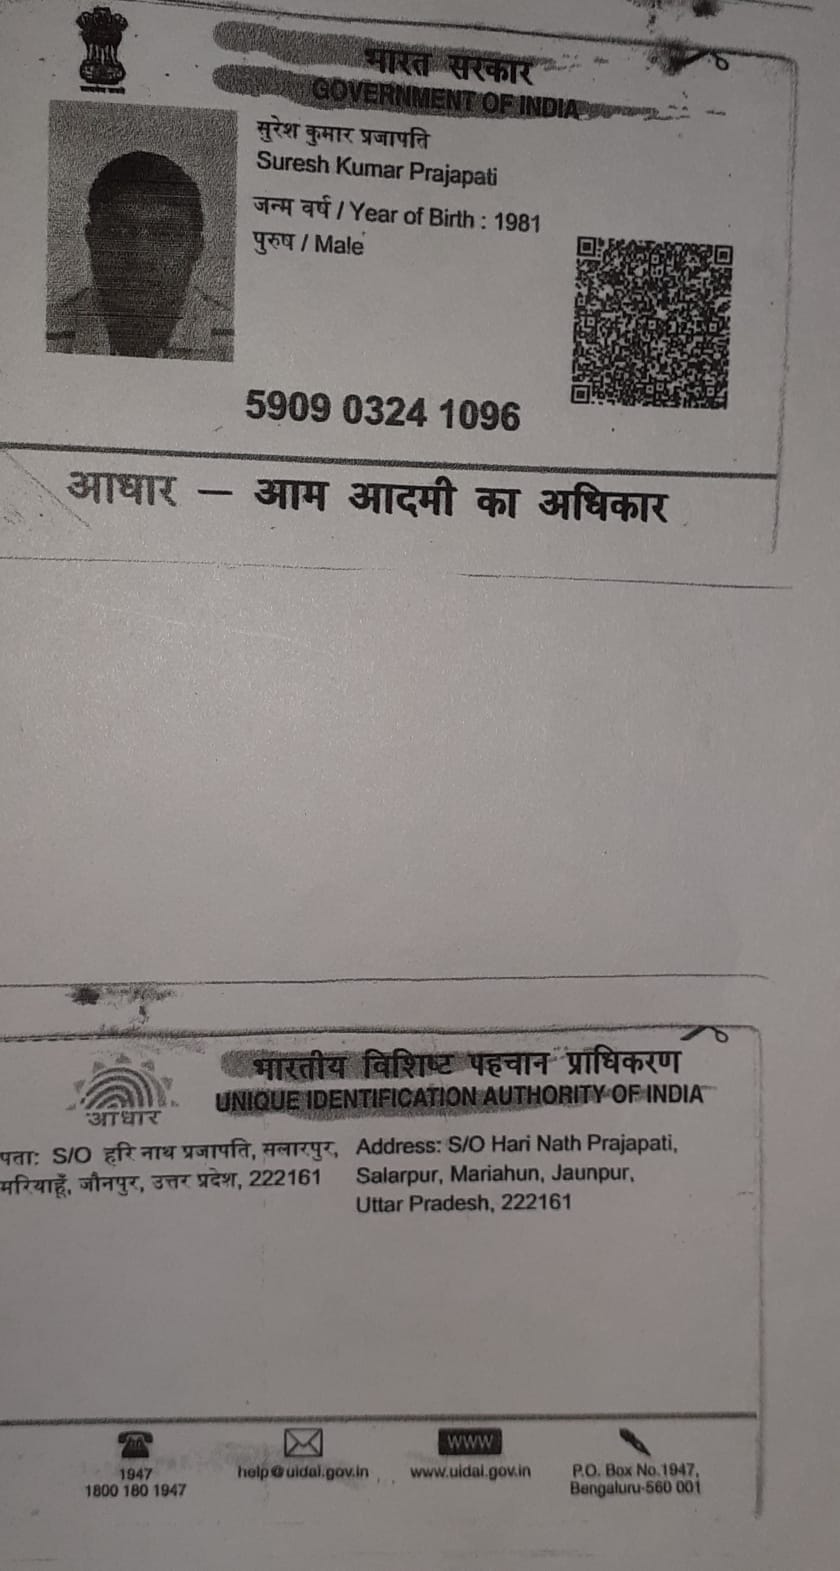 भारत सरकार
GOVERNMENT OF INDIA
सुरेश कुमार प्रजापति
Suresh Kumar Prajapati
जन्म वर्ष / Year of Birth : 1981
पुरुष / Male
5909 0324 1096
आधार — आम आदमी का अधिकार
भारतीय विशिष्ट पहचान प्राधिकरण
UNIQUE IDENTIFICATION AUTHORITY OF INDIA
आधार
पता: S/O हरि नाथ प्रजापति, सलारपुर,
मरियाहूँ, जौनपुर, उत्तर प्रदेश, 222161
Address: S/O Hari Nath Prajapati,
Salarpur, Mariahun, Jaunpur,
Uttar Pradesh, 222161
1947
1800 180 1947
help@uidai.gov.in
WWW
www.uidai.gov.in
P.O. Box No.1947,
Bengaluru-560 001